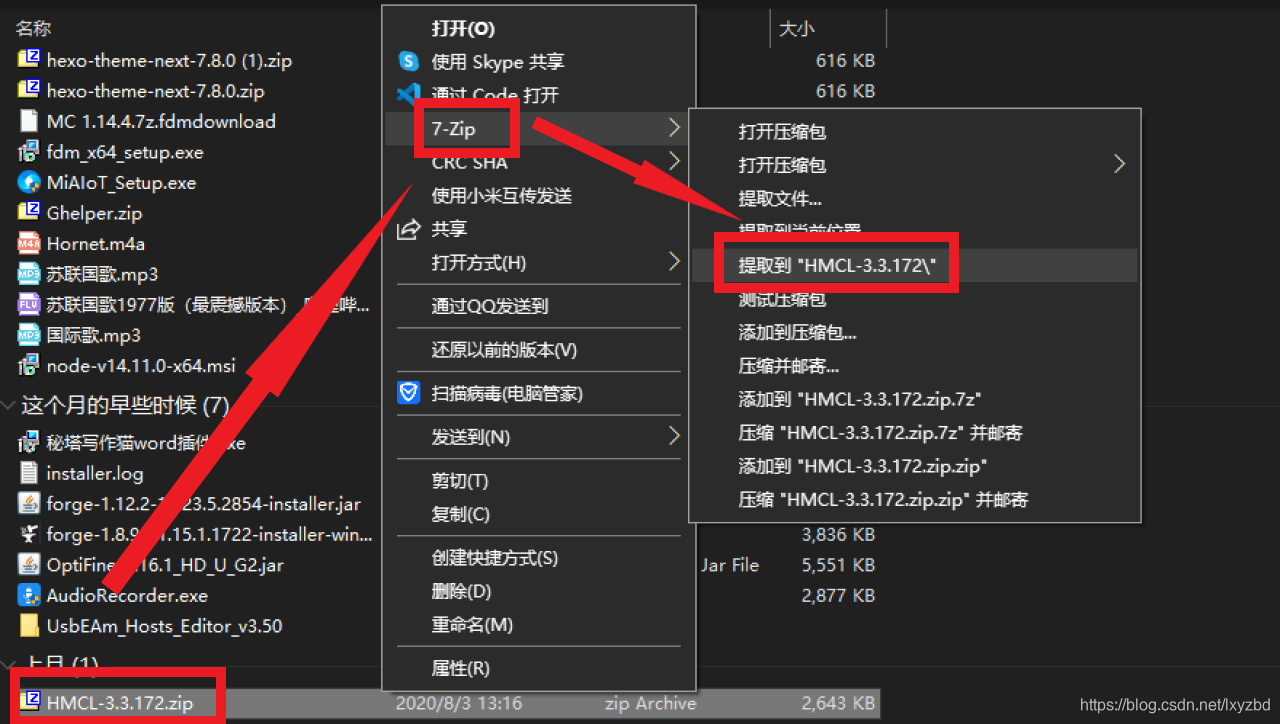 名称
大小
hexo-theme-next-7.8.0 (1).zip
616 KB
hexo-theme-next-7.8.0.zip
616 KB
MC 1.14.4.7z.fdmdownload
fdm_x64_setup.exe
MiAIoT_Setup.exe
Ghelper.zip
Hornet.m4a
苏联国歌.mp3
苏联国歌1977版（最震撼版本）
国际歌.mp3
node-v14.11.0-x64.msi
这个月的早些时候 (7)
秘塔写作猫word插件
installer.log
forge-1.12.2-
23.5.2854-installer.jar
forge-1.8.9
1.15.1.1722-installer-win...
3,836 KB
OptiFine
16.1_HD_U_G2.jar
Jar File
5,551 KB
AudioRecorder.exe
2,877 KB
UsbEAm_Hosts_Editor_v3.50
上月 (1)
HMCL-3.3.172.zip
2020/8/3 13:16
zip Archive
2,643 KB
打开(O)
使用 Skype 共享
通过 Code 打开
7-Zip
CRC SHA
使用小米互传发送
共享
打开方式(H)
通过QQ发送到
还原以前的版本(V)
扫描病毒(电脑管家)
发送到(N)
剪切(T)
复制(C)
创建快捷方式(S)
删除(D)
重命名(M)
属性(R)
打开压缩包
打开压缩包
提取文件...
提取到当前位置
提取到 "HMCL-3.3.172\"
测试压缩包
添加到压缩包...
压缩并邮寄...
添加到 "HMCL-3.3.172.zip.7z"
压缩 "HMCL-3.3.172.zip.7z" 并邮寄
添加到 "HMCL-3.3.172.zip.zip"
压缩 "HMCL-3.3.172.zip.zip" 并邮寄
https://blog.csdn.net/lxyzbd